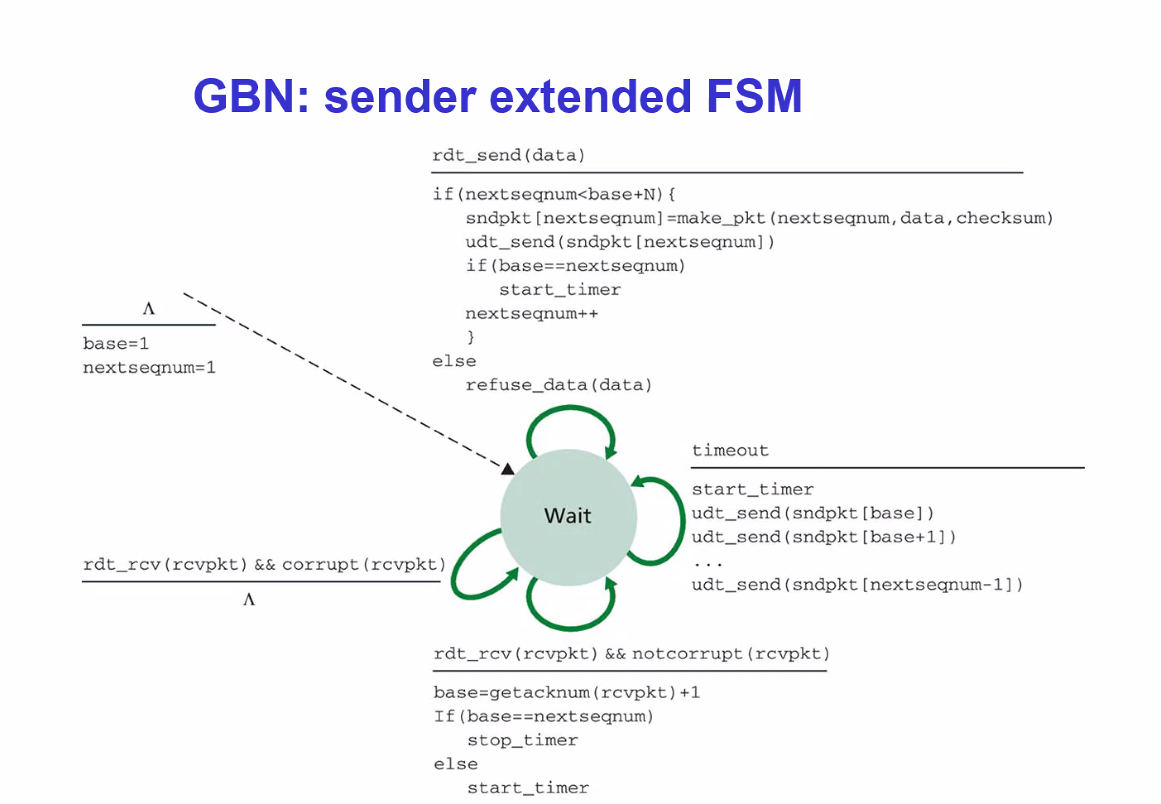 GBN: sender extended FSM
rdt_send(data)
if(nextseqnum<base+N){
sndpkt[nextseqnum]=make_pkt(nextseqnum,data,checksum)
udt_send(sndpkt[nextseqnum])
if(base==nextseqnum)
start_timer
nextseqnum++
}
else
refuse_data(data)
Λ
base=1
nextseqnum=1
Wait
timeout
start_timer
udt_send(sndpkt[base])
udt_send(sndpkt[base+1])
...
udt_send(sndpkt[nextseqnum-1])
rdt_rcv(rcvpkt) && corrupt(rcvpkt)
Λ
rdt_rcv(rcvpkt) && notcorrupt(rcvpkt)
base=getacknum(rcvpkt)+1
If(base==nextseqnum)
stop_timer
else
start_timer